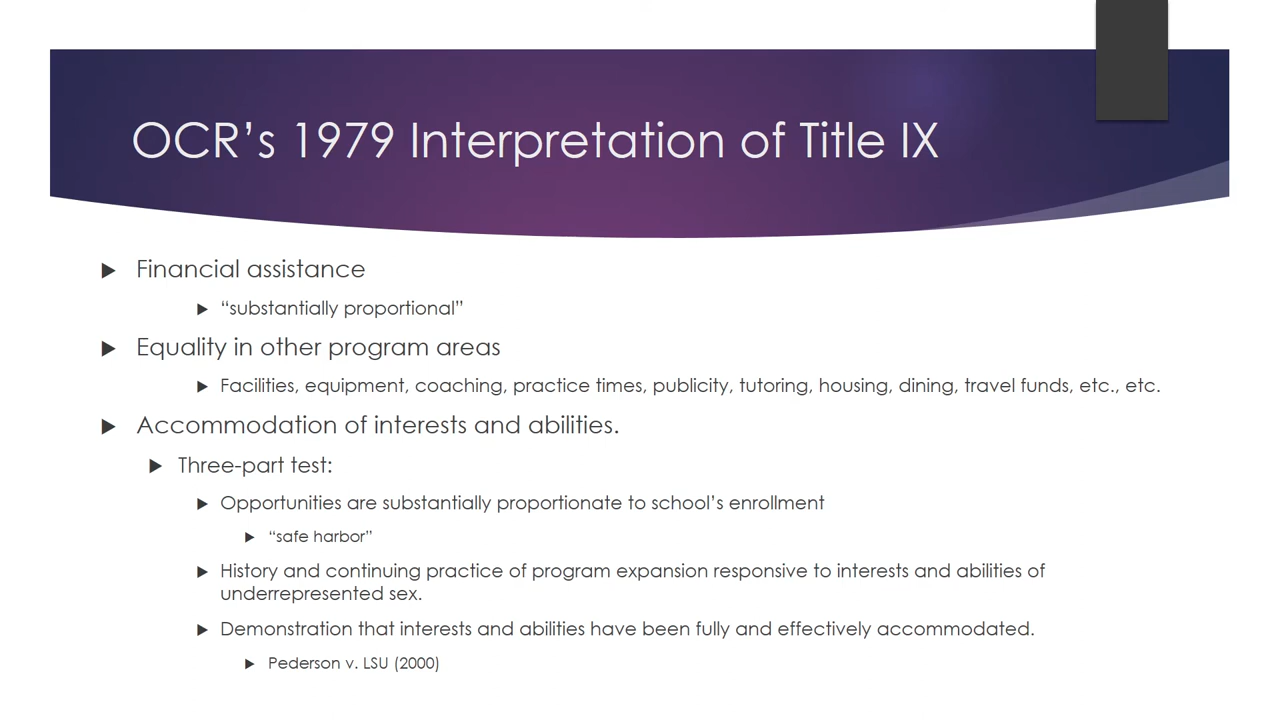 OCR’s 1979 Interpretation of Title IX
Financial assistance
“substantially proportional”
Equality in other program areas
Facilities, equipment, coaching, practice times, publicity, tutoring, housing, dining, travel funds, etc., etc.
Accommodation of interests and abilities.
Three-part test:
Opportunities are substantially proportionate to school’s enrollment
“safe harbor”
History and continuing practice of program expansion responsive to interests and abilities of
underrepresented sex.
Demonstration that interests and abilities have been fully and effectively accommodated.
Pederson v. LSU (2000)